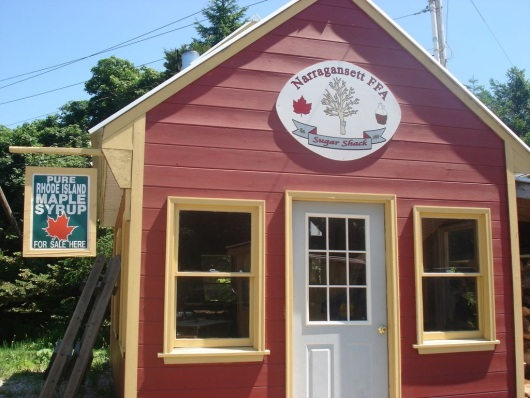 PURE
RHODE ISLAND
MAPLE
SYRUP
FOR SALE HERE
Narragansett FFA
Sugar Shack